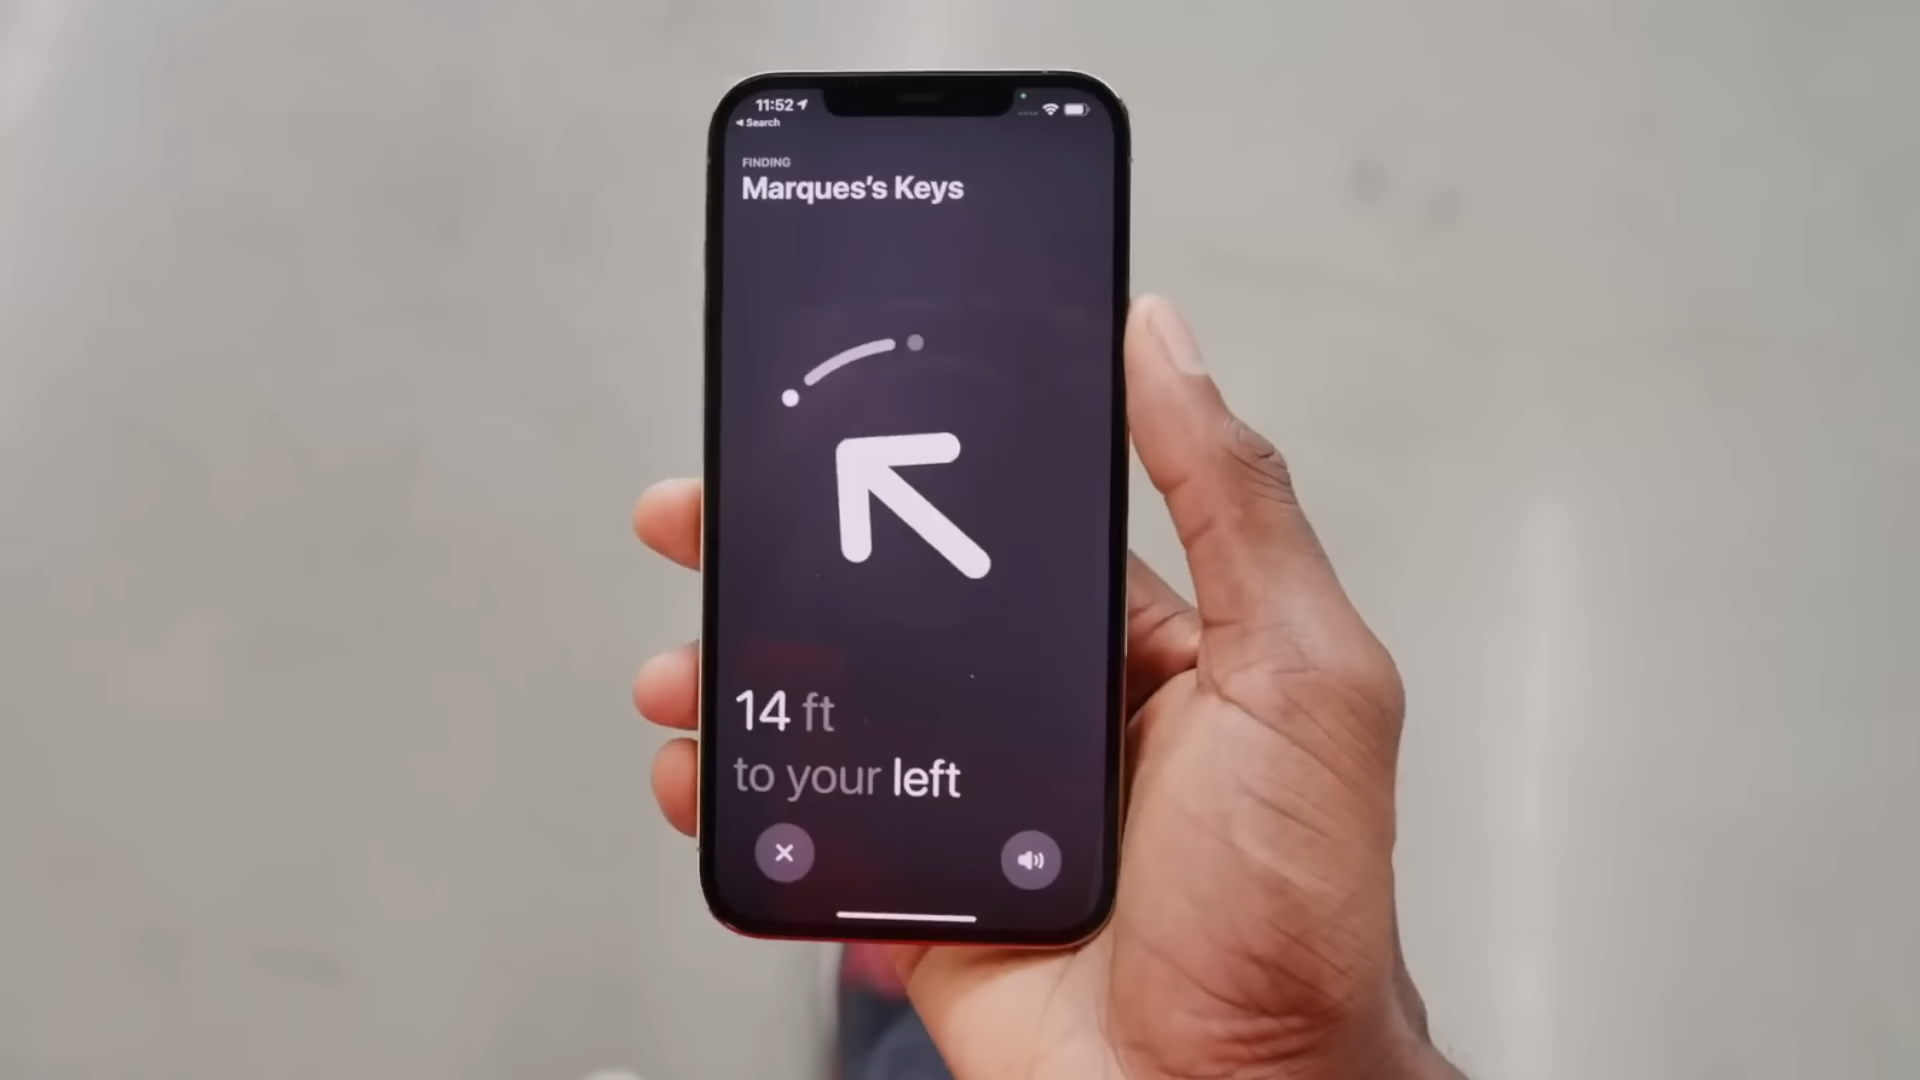 11:52
Search
FINDING
Marques's Keys
14 ft
to your left